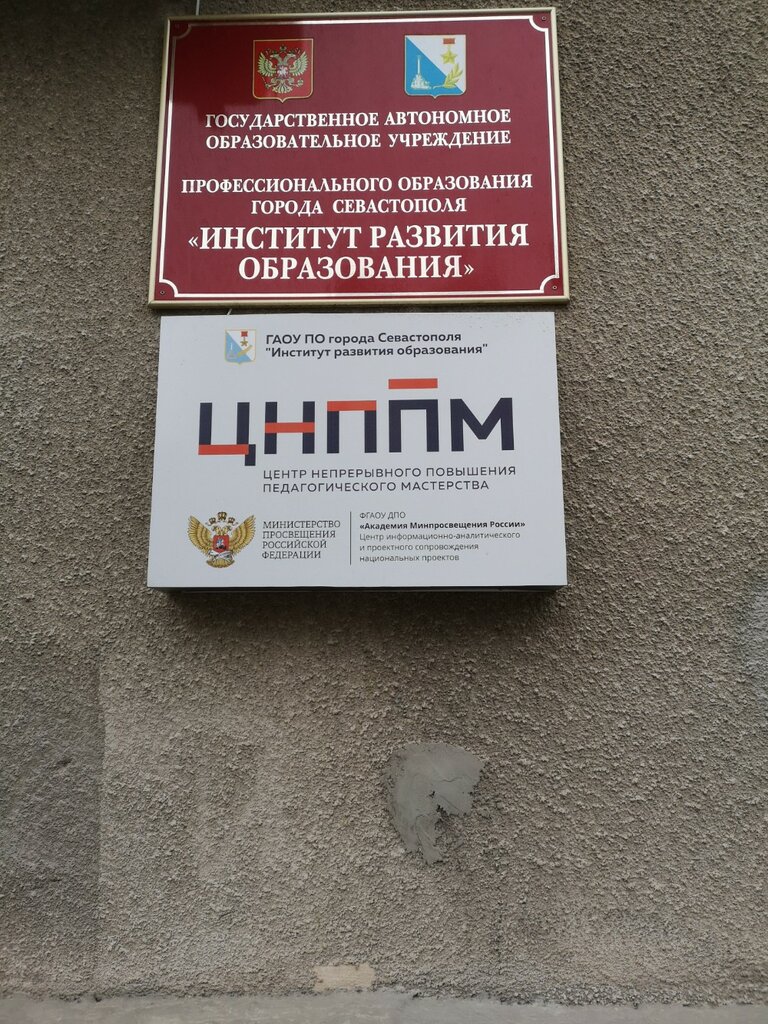 ГОСУДАРСТВЕННОЕ АВТОНОМНОЕ
ОБРАЗОВАТЕЛЬНОЕ УЧРЕЖДЕНИЕ
ПРОФЕССИОНАЛЬНОГО ОБРАЗОВАНИЯ
ГОРОДА СЕВАСТОПОЛЯ
«ИНСТИТУТ РАЗВИТИЯ
ОБРАЗОВАНИЯ»
ГАОУ ПО города Севастополя
"Институт развития образования"
ЦНППМ
ЦЕНТР НЕПРЕРЫВНОГО ПОВЫШЕНИЯ
ПЕДАГОГИЧЕСКОГО МАСТЕРСТВА
МИНИСТЕРСТВО
ПРОСВЕЩЕНИЯ
РОССИЙСКОЙ
ФЕДЕРАЦИИ
ФГАОУ ДПО
«Академия Минпросвещения России»
Центр информационно-аналитического
и проектного сопровождения
национальных проектов